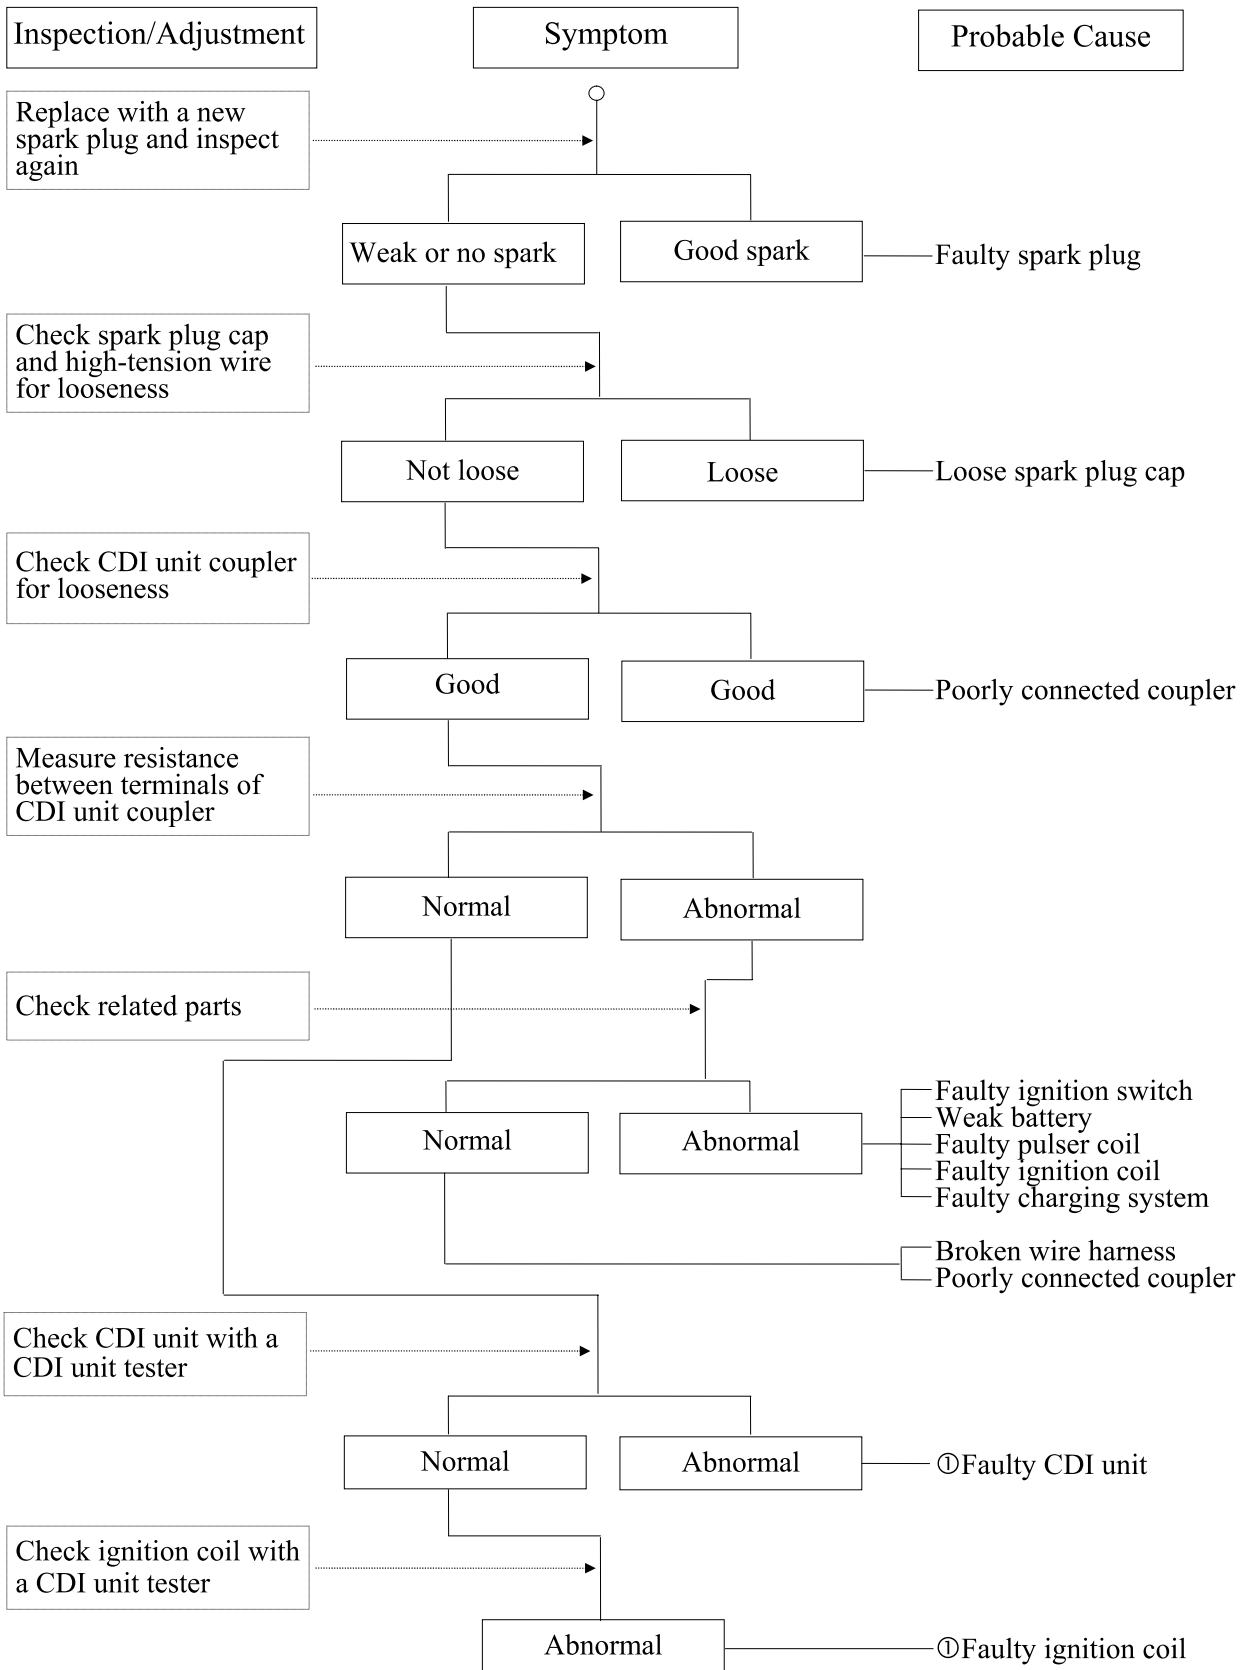 Inspection/Adjustment
Symptom
Probable Cause
Replace with a new
spark plug and inspect
again
Weak or no spark
Good spark
Faulty spark plug
Check spark plug cap
and high-tension wire
for looseness
Not loose
Loose
Loose spark plug cap
Check CDI unit coupler
for looseness
Good
Good
Poorly connected coupler
Measure resistance
between terminals of
CDI unit coupler
Normal
Abnormal
Check related parts
Normal
Abnormal
Faulty ignition switch
Weak battery
Faulty pulser coil
Faulty ignition coil
Faulty charging system
Broken wire harness
Poorly connected coupler
Check CDI unit with a
CDI unit tester
Normal
Abnormal
①Faulty CDI unit
Check ignition coil with
a CDI unit tester
Abnormal
①Faulty ignition coil